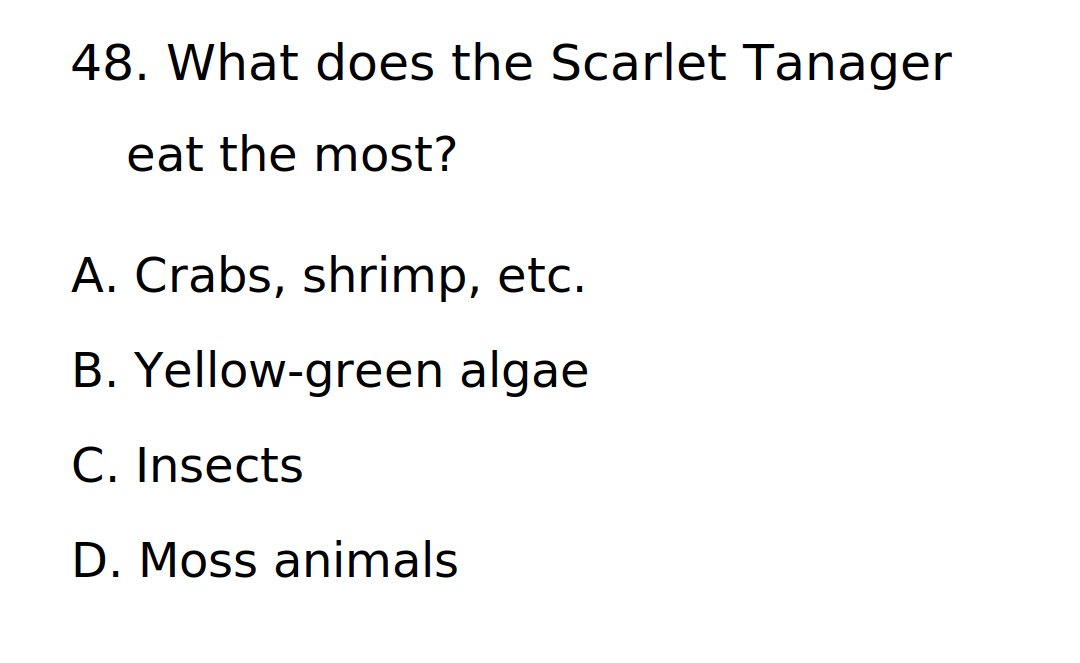 48. What does the Scarlet Tanager
eat the most?
A. Crabs, shrimp, etc.
B. Yellow-green algae
C. Insects
D. Moss animals